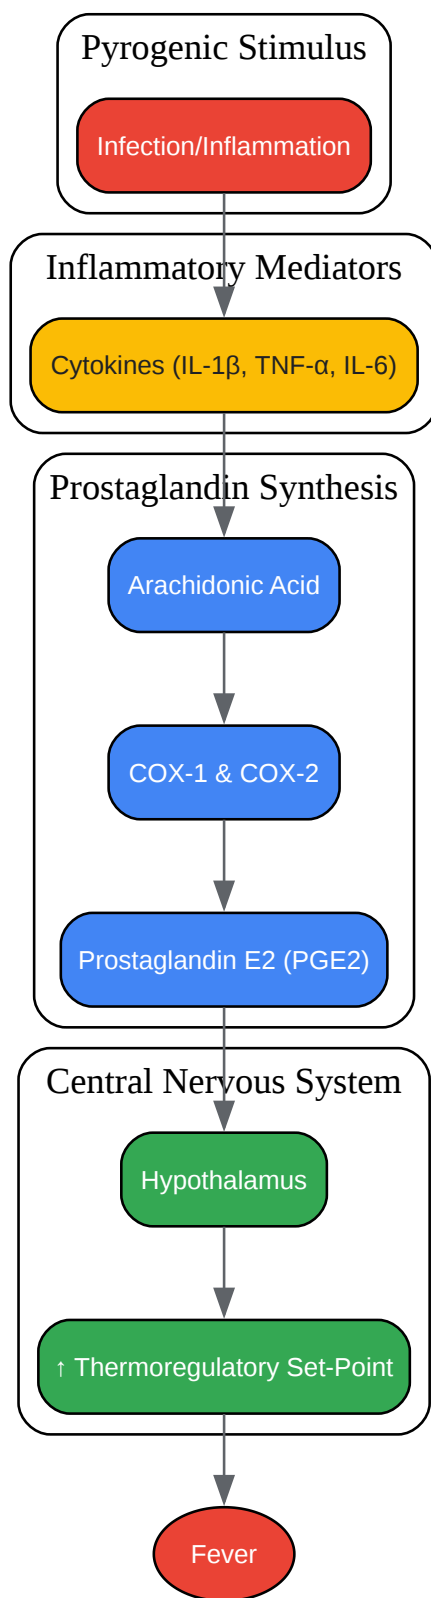 Pyrogenic Stimulus
Infection/Inflammation
Inflammatory Mediators
Cytokines (IL-1β, TNF-α, IL-6)
Prostaglandin Synthesis
Arachidonic Acid
COX-1 & COX-2
Prostaglandin E2 (PGE2)
Central Nervous System
Hypothalamus
↑ Thermoregulatory Set-Point
Fever